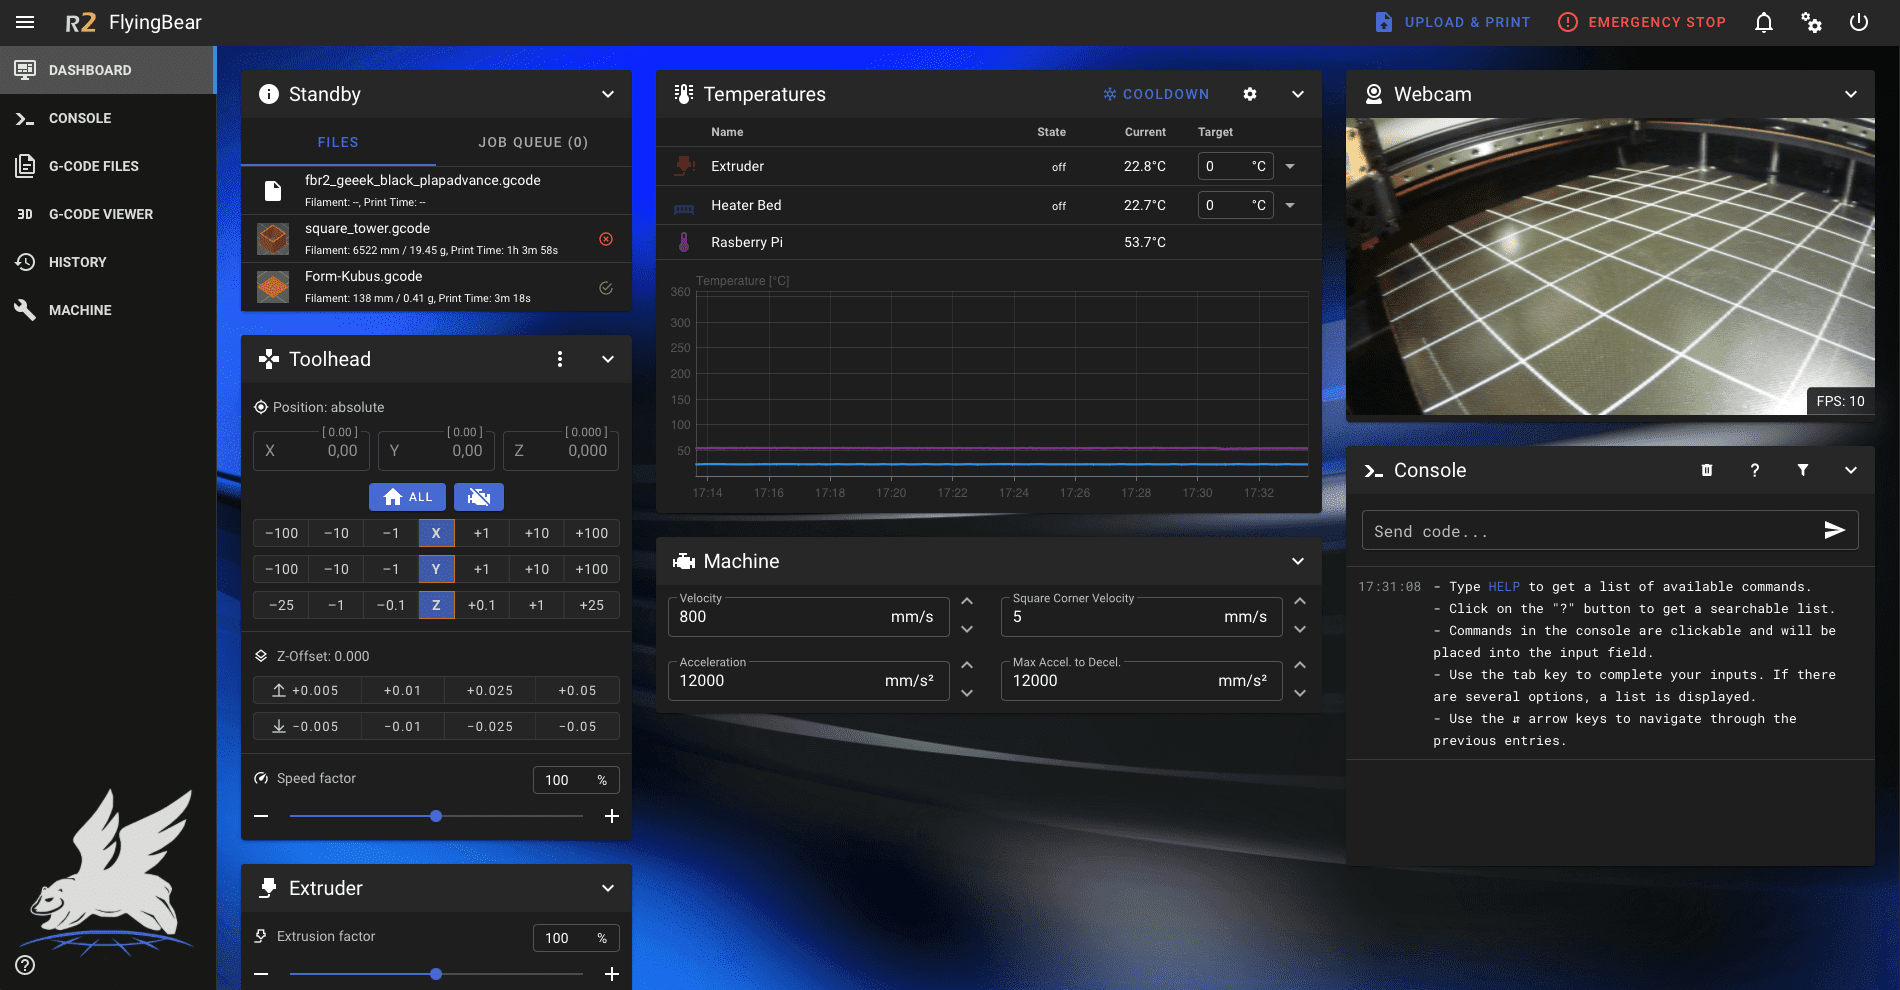 R2 FlyingBear
UPLOAD & PRINT
EMERGENCY STOP
DASHBOARD
CONSOLE
G-CODE FILES
3D G-CODE VIEWER
HISTORY
MACHINE
Standby
FILES
JOB QUEUE (0)
fbr2_geeek_black_plapadvance.gcode
Filament: --, Print Time: --
square_tower.gcode
Filament: 6522 mm / 19.45 g, Print Time: 1h 3m 58s
Form-Kubus.gcode
Filament: 138 mm / 0.41 g, Print Time: 3m 18s
Toolhead
Position: absolute
[ 0.00 ] [ 0.00 ] [ 0.000 ]
X 0,00 Y 0,00 Z 0,000
ALL
−100 −10 −1 X +1 +10 +100
−100 −10 −1 Y +1 +10 +100
−25 −1 −0.1 Z +0.1 +1 +25
Z-Offset: 0.000
+0.005 +0.01 +0.025 +0.05
−0.005 −0.01 −0.025 −0.05
Speed factor
100 %
Extruder
Extrusion factor
100 %
Temperatures
COOLDOWN
Name State Current Target
Extruder off 22.8°C 0 °C
Heater Bed off 22.7°C 0 °C
Rasberry Pi 53.7°C
Temperature [°C]
360
300
250
200
150
100
50
17:14 17:16 17:18 17:20 17:22 17:24 17:26 17:28 17:30 17:32
Machine
Velocity
800 mm/s
Square Corner Velocity
5 mm/s
Acceleration
12000 mm/s²
Max Accel. to Decel.
12000 mm/s²
Webcam
FPS: 10
Console
?
Send code...
17:31:08 - Type HELP to get a list of available commands.
- Click on the "?" button to get a searchable list.
- Commands in the console are clickable and will be
placed into the input field.
- Use the tab key to complete your inputs. If there
are several options, a list is displayed.
- Use the ⇵ arrow keys to navigate through the
previous entries.